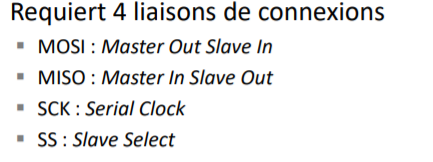 Requiert 4 liaisons de connexions
▪ MOSI : Master Out Slave In
▪ MISO : Master In Slave Out
▪ SCK : Serial Clock
▪ SS : Slave Select